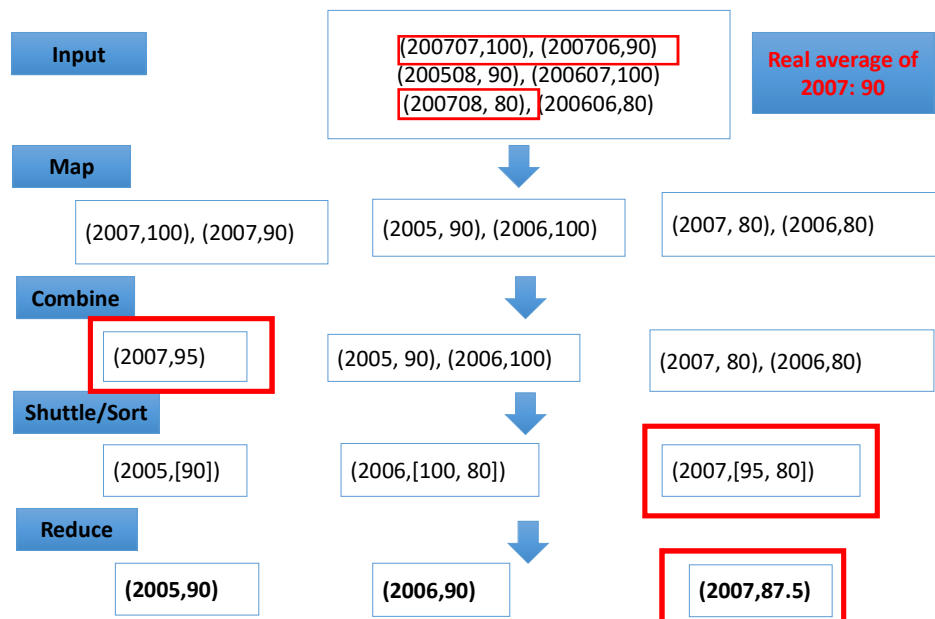 Input
(200707,100), (200706,90)
(200508, 90), (200607,100)
(200708, 80), (200606,80)
Real average of
2007: 90
Map
(2007,100), (2007,90)
(2005, 90), (2006,100)
(2007, 80), (2006,80)
Combine
(2007,95)
(2005, 90), (2006,100)
(2007, 80), (2006,80)
Shuttle/Sort
(2005,[90])
(2006,[100, 80])
(2007,[95, 80])
Reduce
(2005,90)
(2006,90)
(2007,87.5)